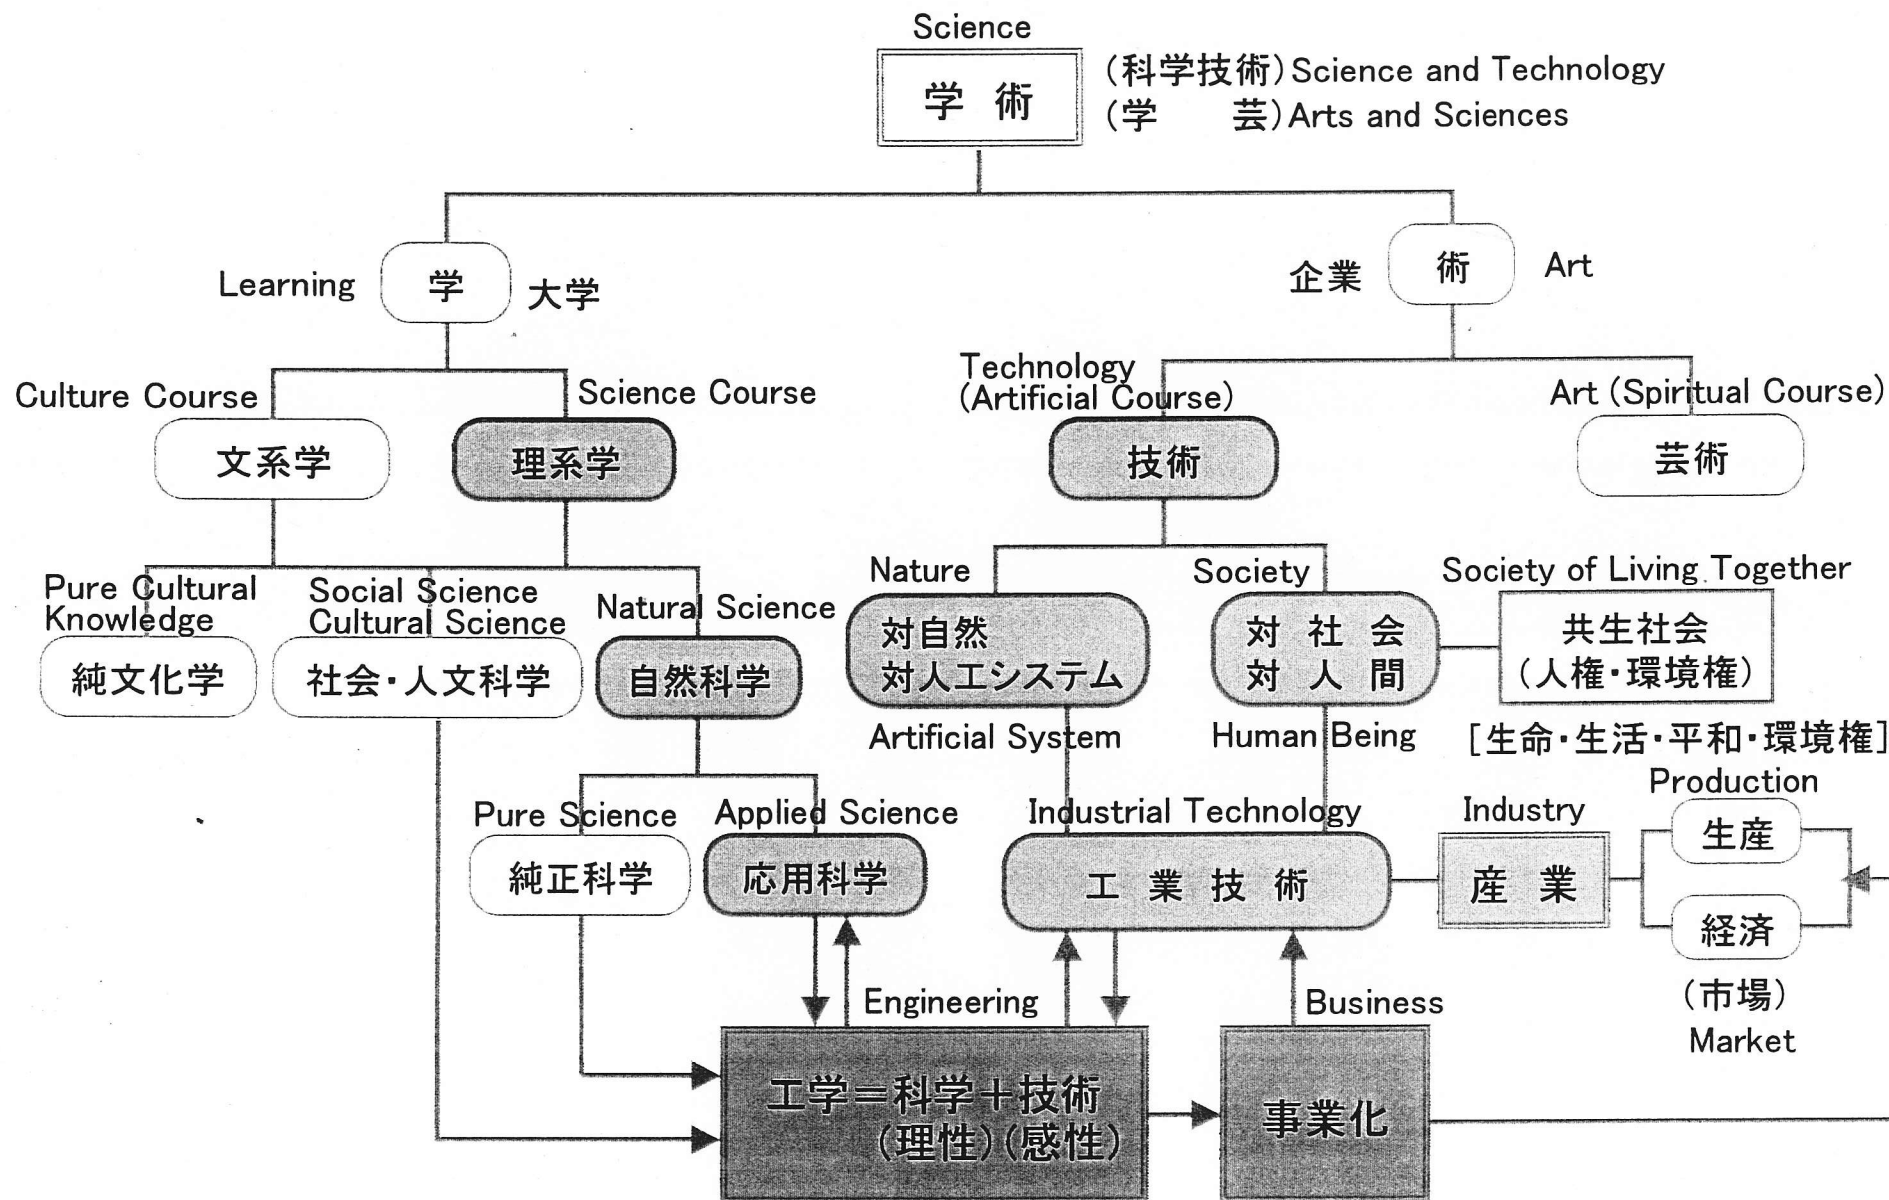 Science
学術
(科学技術)Science and Technology
(学 芸)Arts and Sciences
Learning
学
大学
企業
術
Art
Culture Course
文系学
Science Course
理系学
Technology
(Artificial Course)
技術
Art (Spiritual Course)
芸術
Pure Cultural
Knowledge
純文化学
Social Science
Cultural Science
社会・人文科学
Natural Science
自然科学
Nature
対自然
対人工システム
Artificial System
Society
対社会
対人間
Human Being
Society of Living Together
共生社会
(人権・環境権)
[生命・生活・平和・環境権]
Pure Science
純正科学
Applied Science
応用科学
Industrial Technology
工業技術
Industry
産業
Production
生産
経済
(市場)
Market
Engineering
工学＝科学＋技術
(理性)(感性)
Business
事業化